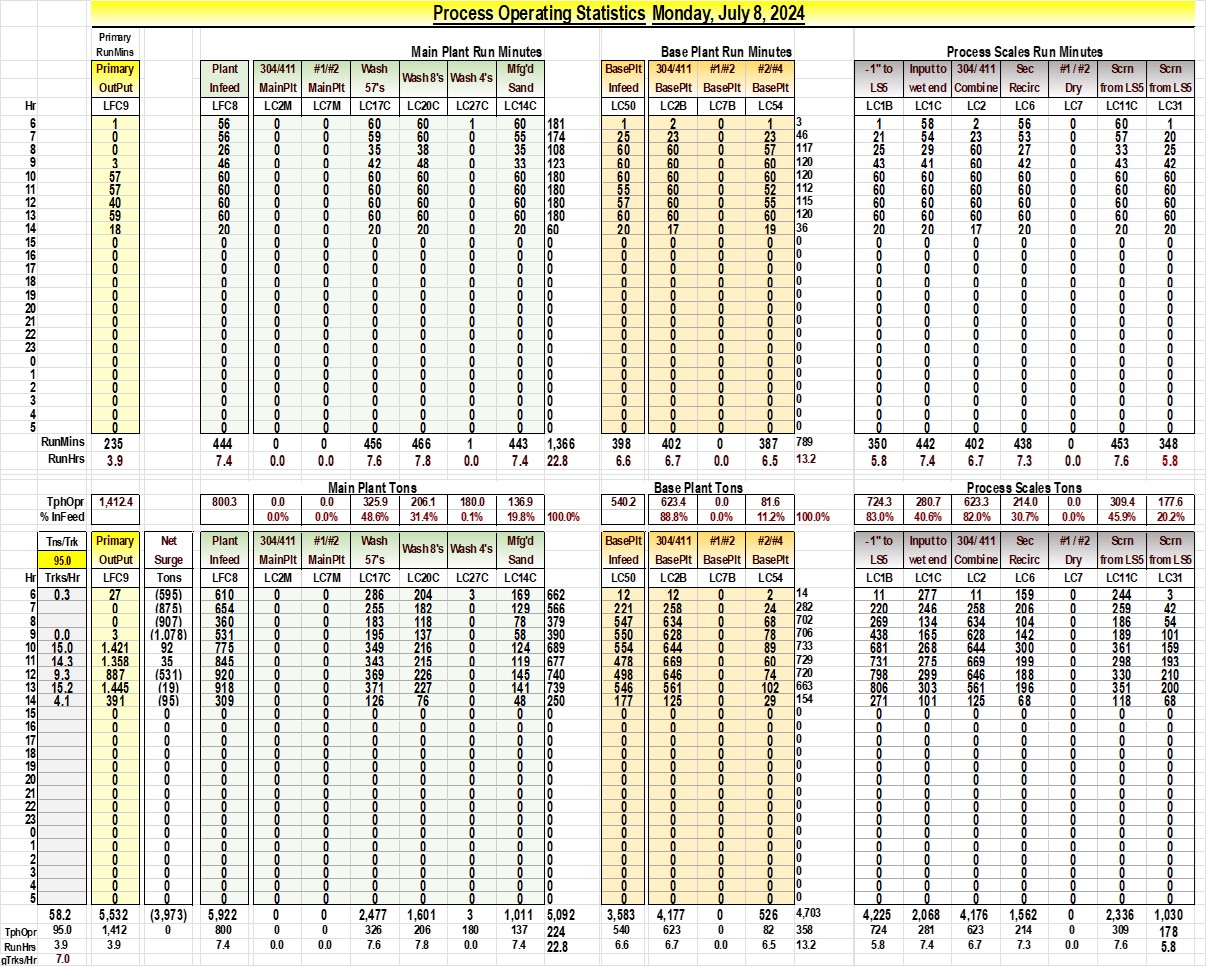 Process Operating Statistics Monday, July 8, 2024
Primary
RunMins Main Plant Run Minutes Base Plant Run Minutes Process Scales Run Minutes
Primary Plant 304/411 #1/#2 Wash Wash 8's Wash 4's Mfg'd BasePlt 304/411 #1/#2 #2/#4 -1" to Input to 304/ 411 Sec #1 / #2 Scrn Scrn
OutPut Infeed MainPlt MainPlt 57's Sand Infeed BasePlt BasePlt BasePlt LS5 wet end Combine Recirc Dry from LS5 from LS5
Hr LFC9 LFC8 LC2M LC7M LC17C LC20C LC27C LC14C LC50 LC2B LC7B LC54 LC1B LC1C LC2 LC6 LC7 LC11C LC31
6 1 56 0 0 60 60 1 60 181 1 2 0 1 3 1 58 2 56 0 60 1
7 0 56 0 0 59 60 0 55 174 25 23 0 23 46 21 54 23 53 0 57 20
8 0 26 0 0 35 38 0 35 108 60 60 0 57 117 25 29 60 27 0 33 25
9 3 46 0 0 42 48 0 33 123 60 60 0 60 120 43 41 60 42 0 43 42
10 57 60 0 0 60 60 0 60 180 60 60 0 60 120 60 60 60 60 0 60 60
11 57 60 0 0 60 60 0 60 180 55 60 0 52 112 60 60 60 60 0 60 60
12 40 60 0 0 60 60 0 60 180 57 60 0 55 115 60 60 60 60 0 60 60
13 59 60 0 0 60 60 0 60 180 60 60 0 60 120 60 60 60 60 0 60 60
14 18 20 0 0 20 20 0 20 60 20 17 0 19 36 20 20 17 20 0 20 20
15 0 0 0 0 0 0 0 0 0 0 0 0 0 0 0 0 0 0 0 0 0
16 0 0 0 0 0 0 0 0 0 0 0 0 0 0 0 0 0 0 0 0 0
17 0 0 0 0 0 0 0 0 0 0 0 0 0 0 0 0 0 0 0 0 0
18 0 0 0 0 0 0 0 0 0 0 0 0 0 0 0 0 0 0 0 0 0
19 0 0 0 0 0 0 0 0 0 0 0 0 0 0 0 0 0 0 0 0 0
20 0 0 0 0 0 0 0 0 0 0 0 0 0 0 0 0 0 0 0 0 0
21 0 0 0 0 0 0 0 0 0 0 0 0 0 0 0 0 0 0 0 0 0
22 0 0 0 0 0 0 0 0 0 0 0 0 0 0 0 0 0 0 0 0 0
23 0 0 0 0 0 0 0 0 0 0 0 0 0 0 0 0 0 0 0 0 0
0 0 0 0 0 0 0 0 0 0 0 0 0 0 0 0 0 0 0 0 0 0
1 0 0 0 0 0 0 0 0 0 0 0 0 0 0 0 0 0 0 0 0 0
2 0 0 0 0 0 0 0 0 0 0 0 0 0 0 0 0 0 0 0 0 0
3 0 0 0 0 0 0 0 0 0 0 0 0 0 0 0 0 0 0 0 0 0
4 0 0 0 0 0 0 0 0 0 0 0 0 0 0 0 0 0 0 0 0 0
5 0 0 0 0 0 0 0 0 0 0 0 0 0 0 0 0 0 0 0 0 0
RunMins 235 444 0 0 456 466 1 443 1,366 398 402 0 387 789 350 442 402 438 0 453 348
RunHrs 3.9 7.4 0.0 0.0 7.6 7.8 0.0 7.4 22.8 6.6 6.7 0.0 6.5 13.2 5.8 7.4 6.7 7.3 0.0 7.6 5.8
Main Plant Tons Base Plant Tons Process Scales Tons
TphOpr 1,412.4 800.3 0.0 0.0 325.9 206.1 180.0 136.9 540.2 623.4 0.0 81.6 724.3 280.7 623.3 214.0 0.0 309.4 177.6
% InFeed 0.0% 0.0% 48.6% 31.4% 0.1% 19.8% 100.0% 88.8% 0.0% 11.2% 100.0% 83.0% 40.6% 82.0% 30.7% 0.0% 45.9% 20.2%
Tns/Trk Primary Net Plant 304/411 #1/#2 Wash Wash 8's Wash 4's Mfg'd BasePlt 304/411 #1/#2 #2/#4 -1" to Input to 304/ 411 Sec #1 / #2 Scrn Scrn
95.0 OutPut Surge Infeed MainPlt MainPlt 57's Sand Infeed BasePlt BasePlt BasePlt LS5 wet end Combine Recirc Dry from LS5 from LS5
Hr Trks/Hr LFC9 Tons LFC8 LC2M LC7M LC17C LC20C LC27C LC14C LC50 LC2B LC7B LC54 LC1B LC1C LC2 LC6 LC7 LC11C LC31
6 0.3 27 (595) 610 0 0 286 204 3 169 662 12 12 0 2 14 220 277 11 159 0 244 3
7 0 (875) 654 0 0 255 182 0 129 566 221 258 0 24 282 220 246 258 206 0 259 42
8 0 (907) 360 0 0 183 118 0 78 379 547 634 0 68 702 269 134 634 104 0 186 54
9 0.0 3 (1.078) 531 0 0 195 137 0 58 390 550 628 0 78 706 438 165 628 142 0 189 101
10 15.0 1.421 92 775 0 0 349 216 0 124 689 554 644 0 89 733 681 268 644 300 0 361 159
11 14.3 1.358 35 845 0 0 343 215 0 119 677 478 669 0 60 729 731 275 669 199 0 298 193
12 9.3 887 (531) 920 0 0 369 226 0 145 740 498 646 0 74 720 798 299 646 188 0 330 210
13 15.2 1.445 (19) 918 0 0 371 227 0 141 739 546 561 0 102 663 806 303 561 196 0 351 200
14 4.1 391 (95) 309 0 0 126 76 0 48 250 177 125 0 29 154 271 101 125 68 0 118 68
15 0 0 0 0 0 0 0 0 0 0 0 0 0 0 0 0 0 0 0 0 0 0
16 0 0 0 0 0 0 0 0 0 0 0 0 0 0 0 0 0 0 0 0 0 0
17 0 0 0 0 0 0 0 0 0 0 0 0 0 0 0 0 0 0 0 0 0 0
18 0 0 0 0 0 0 0 0 0 0 0 0 0 0 0 0 0 0 0 0 0 0
19 0 0 0 0 0 0 0 0 0 0 0 0 0 0 0 0 0 0 0 0 0 0
20 0 0 0 0 0 0 0 0 0 0 0 0 0 0 0 0 0 0 0 0 0 0
21 0 0 0 0 0 0 0 0 0 0 0 0 0 0 0 0 0 0 0 0 0 0
22 0 0 0 0 0 0 0 0 0 0 0 0 0 0 0 0 0 0 0 0 0 0
23 0 0 0 0 0 0 0 0 0 0 0 0 0 0 0 0 0 0 0 0 0 0
0 0 0 0 0 0 0 0 0 0 0 0 0 0 0 0 0 0 0 0 0 0 0
1 0 0 0 0 0 0 0 0 0 0 0 0 0 0 0 0 0 0 0 0 0 0
2 0 0 0 0 0 0 0 0 0 0 0 0 0 0 0 0 0 0 0 0 0 0
3 0 0 0 0 0 0 0 0 0 0 0 0 0 0 0 0 0 0 0 0 0 0
4 0 0 0 0 0 0 0 0 0 0 0 0 0 0 0 0 0 0 0 0 0 0
5 0 0 0 0 0 0 0 0 0 0 0 0 0 0 0 0 0 0 0 0 0 0
58.2 5,532 (3,973) 5,922 0 0 2,477 1,601 3 1,011 5,092 3,583 4,177 0 526 4,703 4,225 2,068 4,176 1,562 0 2,336 1,030
TphOpr 95.0 1,412 0 800 0 0 326 206 180 137 224 540 623 0 82 358 724 281 623 214 0 309 178
RunHrs 3.9 3.9 7.4 0.0 0.0 7.6 7.8 0.0 7.4 22.8 6.6 6.7 0.0 6.5 13.2 5.8 7.4 6.7 7.3 0.0 7.6 5.8
gTrks/Hr 7.0